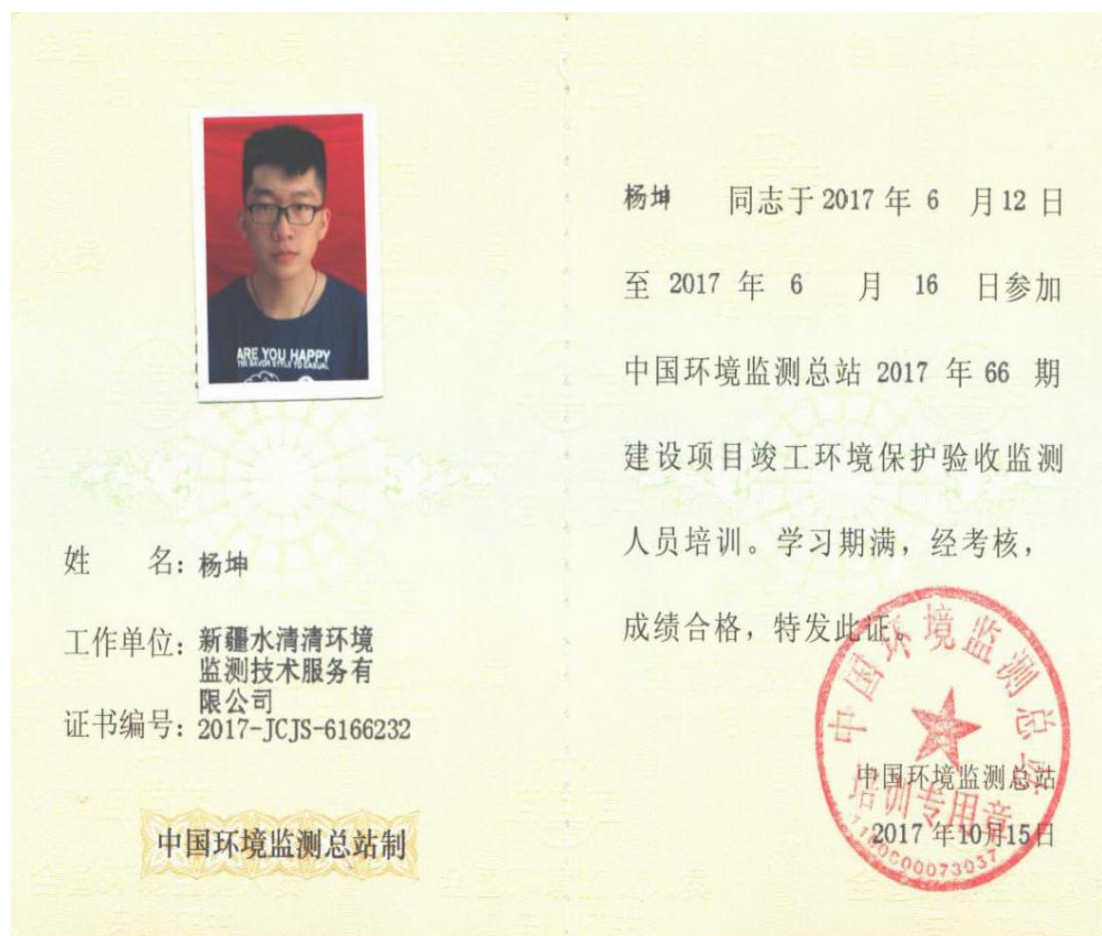 ARE YOU HAPPY
姓 名：杨坤
工作单位：新疆水清清环境
监测技术服务有
限公司
证书编号：2017-JCJS-6166232
中国环境监测总站制
杨坤 同志于 2017 年 6 月 12 日
至 2017 年 6 月 16 日参加
中国环境监测总站 2017 年 66 期
建设项目竣工环境保护验收监测
人员培训。学习期满，经考核，
成绩合格，特发此证。
中国环境监测总站
2017 年10月15日
中国环境监测总站
培训专用章